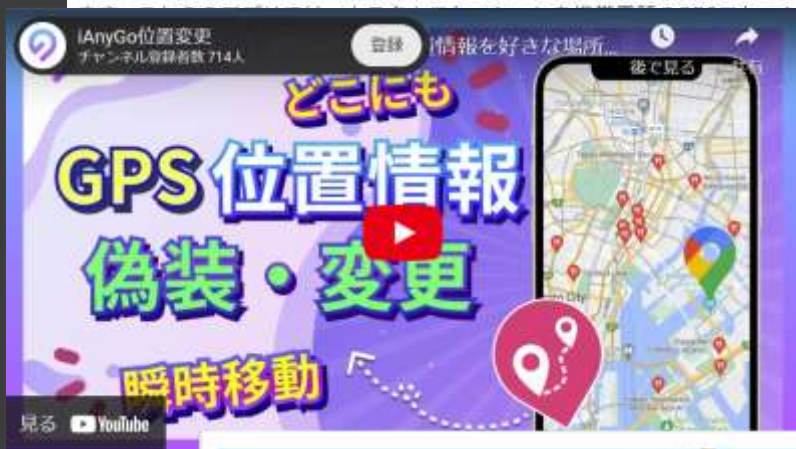 iAnyGo位置変更
チャンネル登録者数 714人
登録
情報を好きな場所...
後で見る
共有
どこにも
GPS位置情報
偽装・変更
瞬時移動
見る YouTube